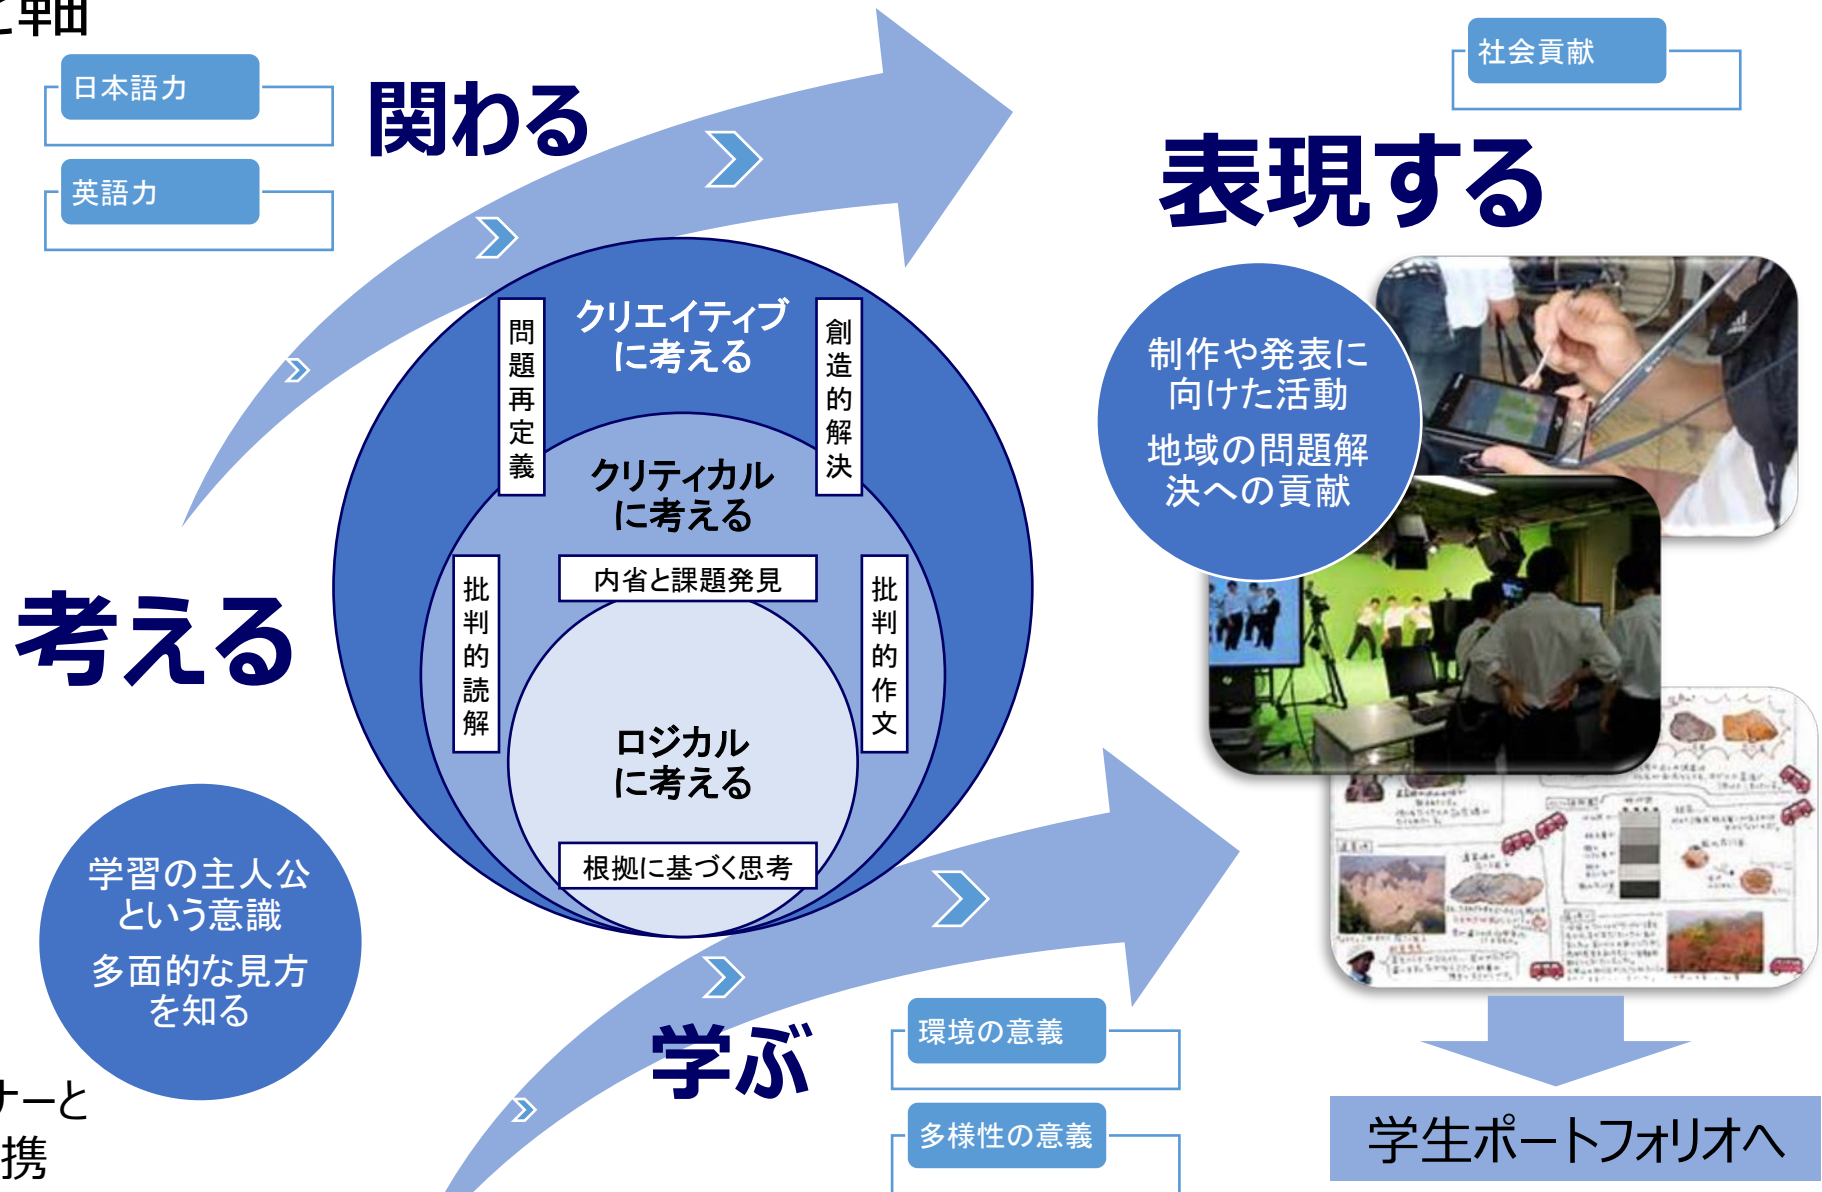 と軸
日本語力
英語力
関わる
社会貢献
表現する
クリエイティブ
に考える
問題再定義
創造的解決
クリティカル
に考える
内省と課題発見
批判的読解
批判的作文
ロジカル
に考える
根拠に基づく思考
制作や発表に
向けた活動
地域の問題解
決への貢献
考える
学習の主人公
という意識
多面的な見方
を知る
ナーと
携
学ぶ
環境の意義
多様性の意義
学生ポートフォリオへ